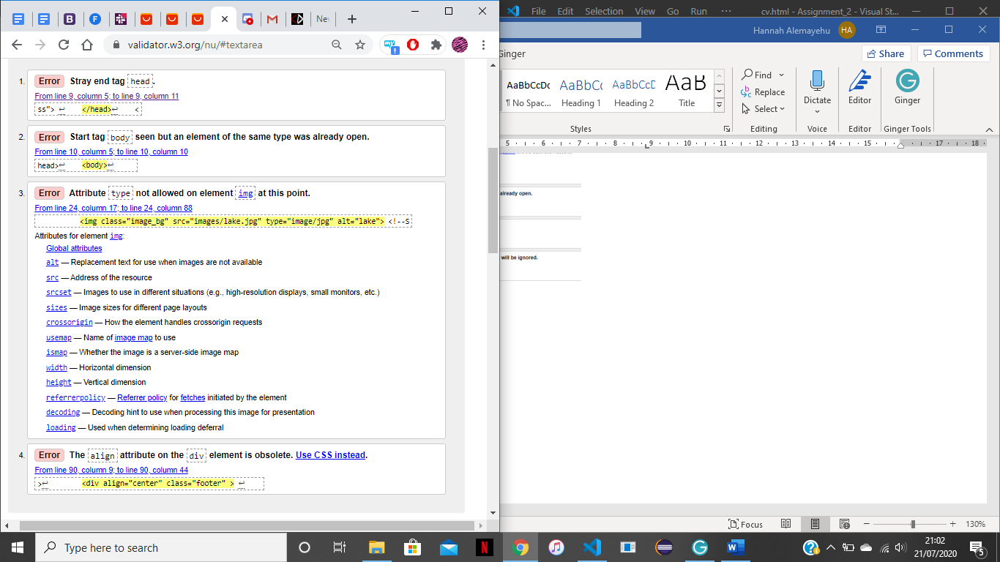 Nev
File Edit Selection View Go Run ··· cv.html - Assignment_2 - Visual St...
validator.w3.org/nu/#textarea
Hannah Alemayehu HA
Ginger
Share Comments
AaBbCcDc AaBbCc AaBbCcD AaB
¶ No Spac... Heading 1 Heading 2 Title
Styles
Find
Replace
Select
Editing
Dictate
Voice
Editor
Editor
Ginger
Ginger Tools
5 6 7 8 9 10 11 12 13 14 15 17 18
1. Error Stray end tag head.
From line 9, column 5; to line 9, column 11
ss"> ↩ </head>↩ <
2. Error Start tag body seen but an element of the same type was already open.
From line 10, column 5; to line 10, column 10
head>↩ <body>↩
3. Error Attribute type not allowed on element img at this point.
From line 24, column 17; to line 24, column 88
<img class="image_bg" src="images/lake.jpg" type="image/jpg" alt="lake"> <!--S
Attributes for element img:
Global attributes
alt — Replacement text for use when images are not available
src — Address of the resource
srcset — Images to use in different situations (e.g., high-resolution displays, small monitors, etc.)
sizes — Image sizes for different page layouts
crossorigin — How the element handles crossorigin requests
usemap — Name of image map to use
ismap — Whether the image is a server-side image map
width — Horizontal dimension
height — Vertical dimension
referrerpolicy — Referrer policy for fetches initiated by the element
decoding — Decoding hint to use when processing this image for presentation
loading — Used when determining loading deferral
4. Error The align attribute on the div element is obsolete. Use CSS instead.
From line 90, column 9; to line 90, column 44
>↩ <div align="center" class="footer" > ↩
already open.
will be ignored.
Focus 130%
Type here to search
21:02
21/07/2020
5